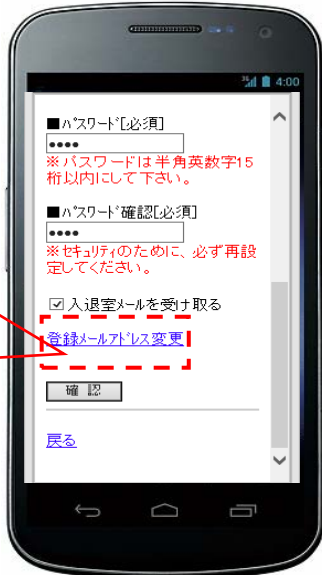 3G 4:00
■パスワード[必須]
••••
※パスワードは半角英数字15
桁以内にして下さい。
■パスワード確認[必須]
••••
※セキュリティのために、必ず再設
定してください。
入退室メールを受け取る
登録メールアドレス変更
確 認
戻る